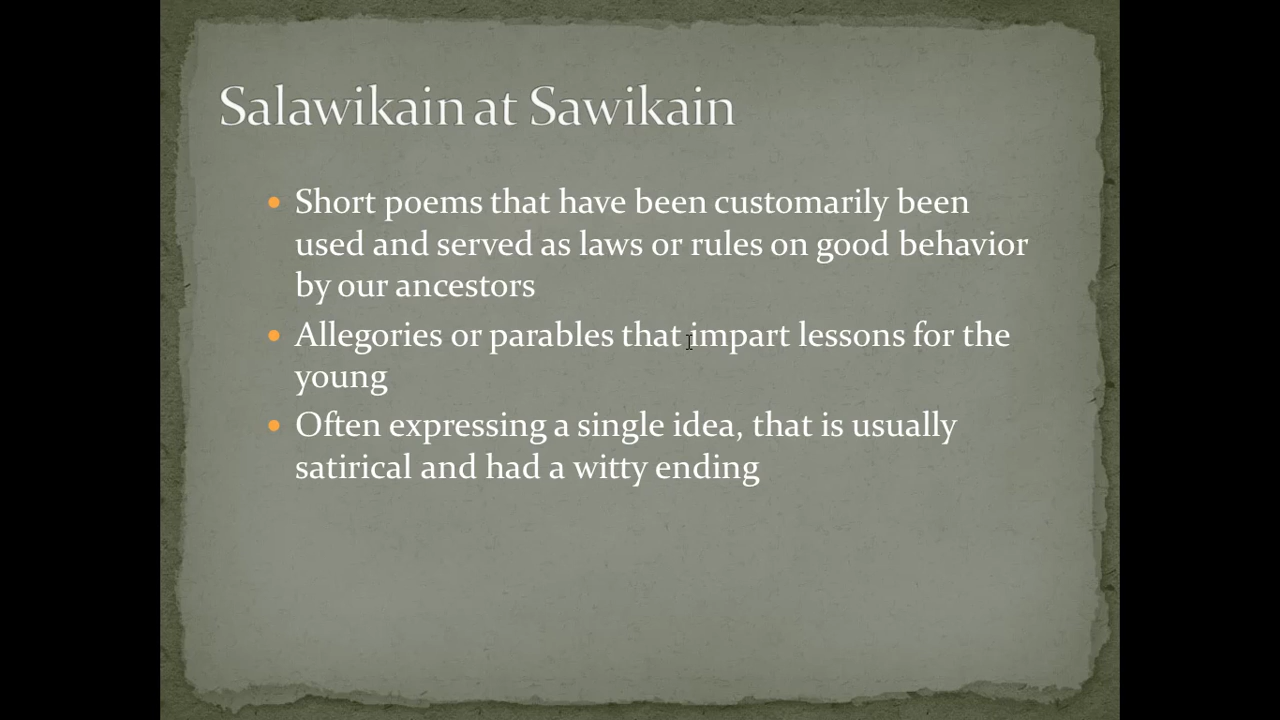 Salawikain at Sawikain
• Short poems that have been customarily been
used and served as laws or rules on good behavior
by our ancestors
• Allegories or parables that impart lessons for the
young
• Often expressing a single idea, that is usually
satirical and had a witty ending